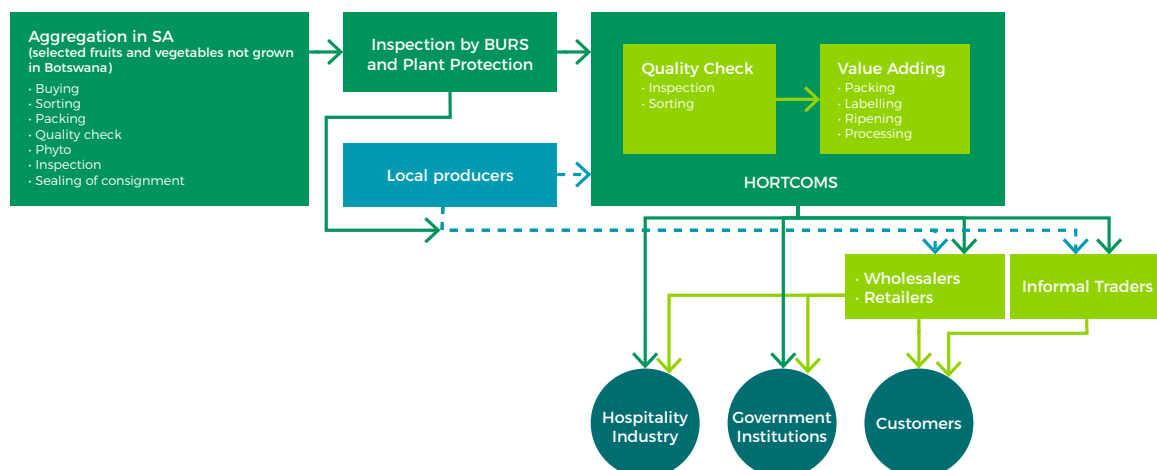 Aggregation in SA
(selected fruits and vegetables not grown
in Botswana)
· Buying
· Sorting
· Packing
· Quality check
· Phyto
· Inspection
· Sealing of consignment
Inspection by BURS
and Plant Protection
Quality Check
· Inspection
· Sorting
Value Adding
· Packing
· Labelling
· Ripening
· Processing
HORTCOMS
Local producers
· Wholesalers
· Retailers
Informal Traders
Hospitality
Industry
Government
Institutions
Customers